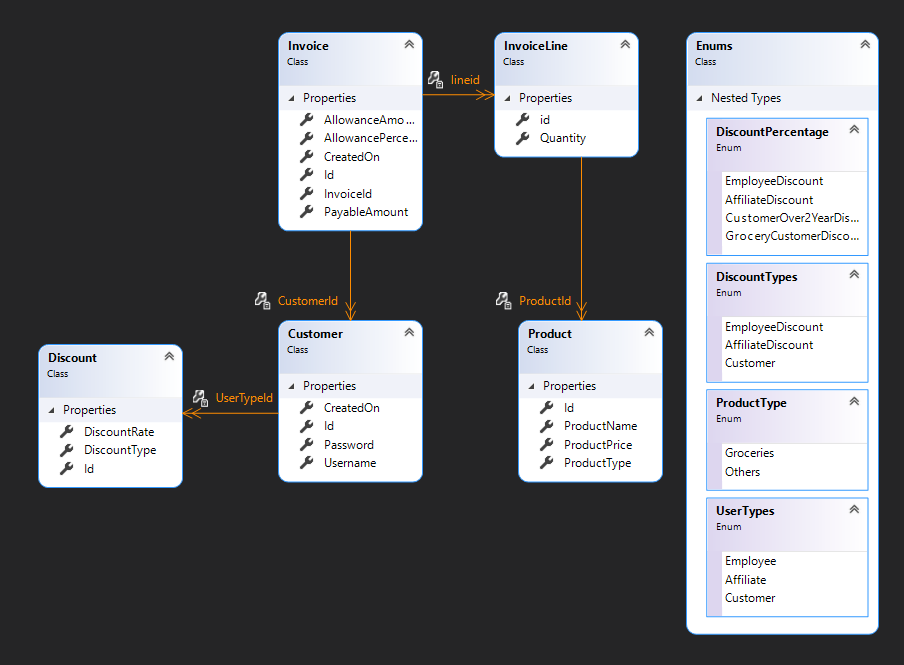 Invoice
Class
Properties
AllowanceAmo...
AllowancePerce...
CreatedOn
Id
InvoiceId
PayableAmount
lineid
InvoiceLine
Class
Properties
id
Quantity
CustomerId
ProductId
Discount
Class
Properties
DiscountRate
DiscountType
Id
UserTypeId
Customer
Class
Properties
CreatedOn
Id
Password
Username
Product
Class
Properties
Id
ProductName
ProductPrice
ProductType
Enums
Class
Nested Types
DiscountPercentage
Enum
EmployeeDiscount
AffiliateDiscount
CustomerOver2YearDis...
GroceryCustomerDisco...
DiscountTypes
Enum
EmployeeDiscount
AffiliateDiscount
Customer
ProductType
Enum
Groceries
Others
UserTypes
Enum
Employee
Affiliate
Customer